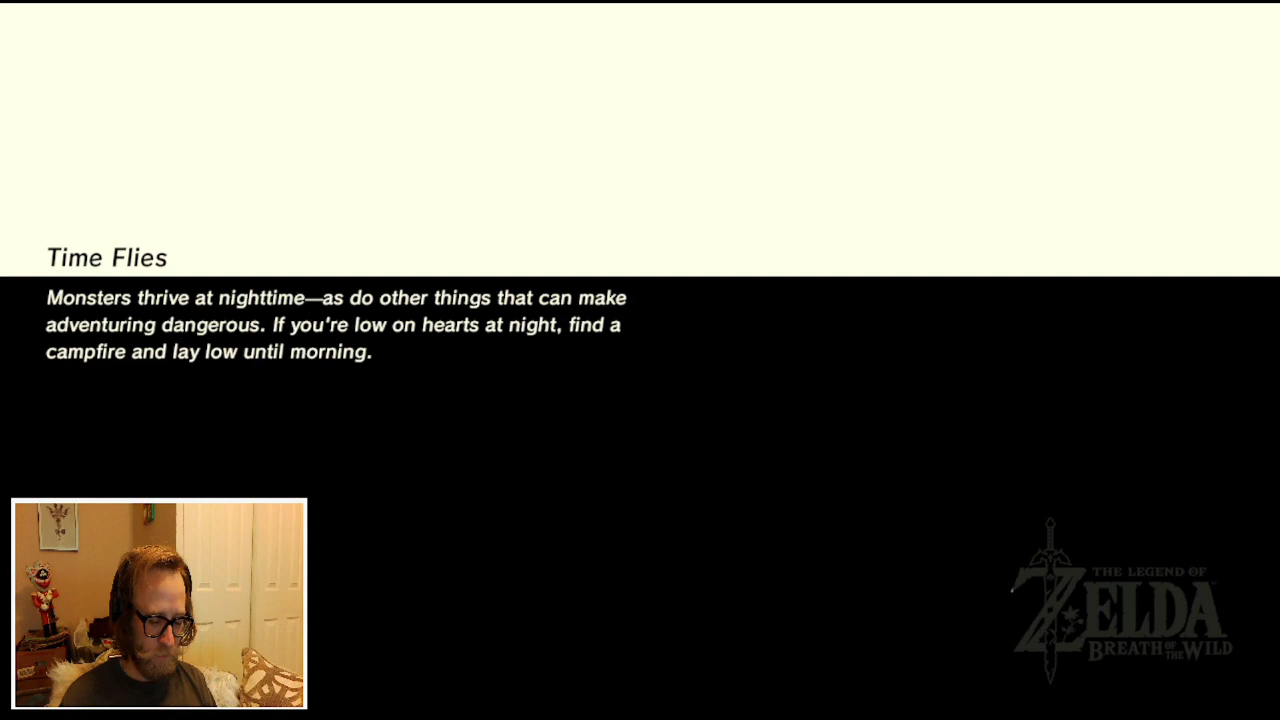 Time Flies
Monsters thrive at nighttime—as do other things that can make
adventuring dangerous. If you're low on hearts at night, find a
campfire and lay low until morning.
THE LEGEND OF
ZELDA
BREATH OF THE WILD